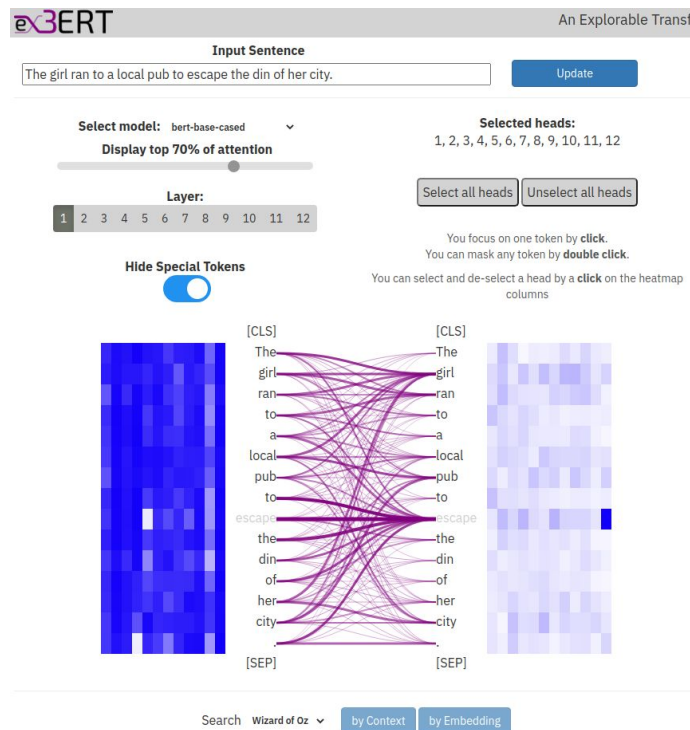 exBERT
An Explorable Transf
Input Sentence
The girl ran to a local pub to escape the din of her city.
Update
Select model: bert-base-cased
Display top 70% of attention
Layer:
1 2 3 4 5 6 7 8 9 10 11 12
Hide Special Tokens
Selected heads:
1, 2, 3, 4, 5, 6, 7, 8, 9, 10, 11, 12
Select all heads Unselect all heads
You focus on one token by click.
You can mask any token by double click.
You can select and de-select a head by a click on the heatmap
columns
[CLS] [CLS]
The The
girl girl
ran ran
to to
a a
local local
pub pub
to to
escape escape
the the
din din
of of
her her
city city
. .
[SEP] [SEP]
Search Wizard of Oz by Context by Embedding